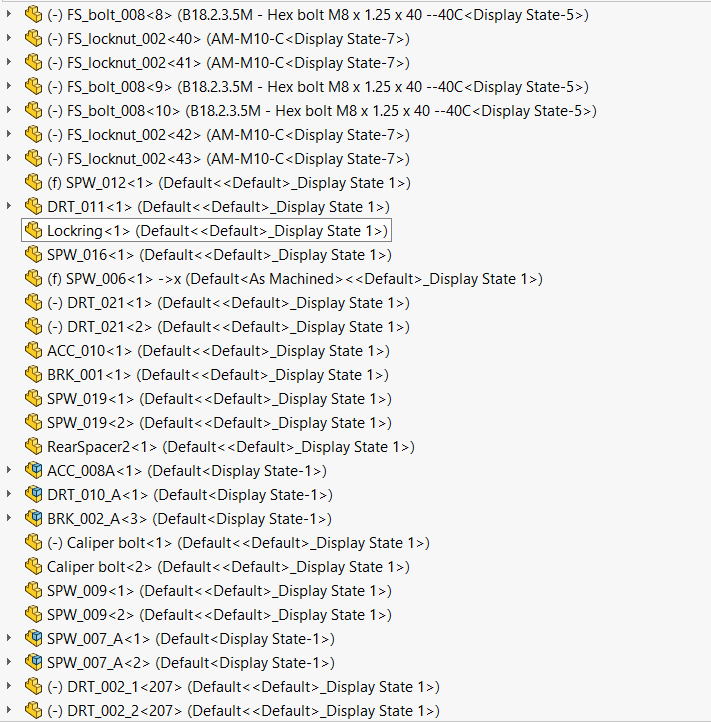 (-) FS_bolt_008<8> (B18.2.3.5M - Hex bolt M8 x 1.25 x 40 --40C<Display State-5>)
(-) FS_locknut_002<40> (AM-M10-C<Display State-7>)
(-) FS_locknut_002<41> (AM-M10-C<Display State-7>)
(-) FS_bolt_008<9> (B18.2.3.5M - Hex bolt M8 x 1.25 x 40 --40C<Display State-5>)
(-) FS_bolt_008<10> (B18.2.3.5M - Hex bolt M8 x 1.25 x 40 --40C<Display State-5>)
(-) FS_locknut_002<42> (AM-M10-C<Display State-7>)
(-) FS_locknut_002<43> (AM-M10-C<Display State-7>)
(f) SPW_012<1> (Default<<Default>_Display State 1>)
DRT_011<1> (Default<<Default>_Display State 1>)
Lockring<1> (Default<<Default>_Display State 1>)
SPW_016<1> (Default<<Default>_Display State 1>)
(f) SPW_006<1> ->x (Default<As Machined><<Default>_Display State 1>)
(-) DRT_021<1> (Default<<Default>_Display State 1>)
(-) DRT_021<2> (Default<<Default>_Display State 1>)
ACC_010<1> (Default<<Default>_Display State 1>)
BRK_001<1> (Default<<Default>_Display State 1>)
SPW_019<1> (Default<<Default>_Display State 1>)
SPW_019<2> (Default<<Default>_Display State 1>)
RearSpacer2<1> (Default<<Default>_Display State 1>)
ACC_008A<1> (Default<Display State-1>)
DRT_010_A<1> (Default<Display State-1>)
BRK_002_A<3> (Default<Display State-1>)
(-) Caliper bolt<1> (Default<<Default>_Display State 1>)
Caliper bolt<2> (Default<<Default>_Display State 1>)
SPW_009<1> (Default<<Default>_Display State 1>)
SPW_009<2> (Default<<Default>_Display State 1>)
SPW_007_A<1> (Default<Display State-1>)
SPW_007_A<2> (Default<Display State-1>)
(-) DRT_002_1<207> (Default<<Default>_Display State 1>)
(-) DRT_002_2<207> (Default<<Default>_Display State 1>)